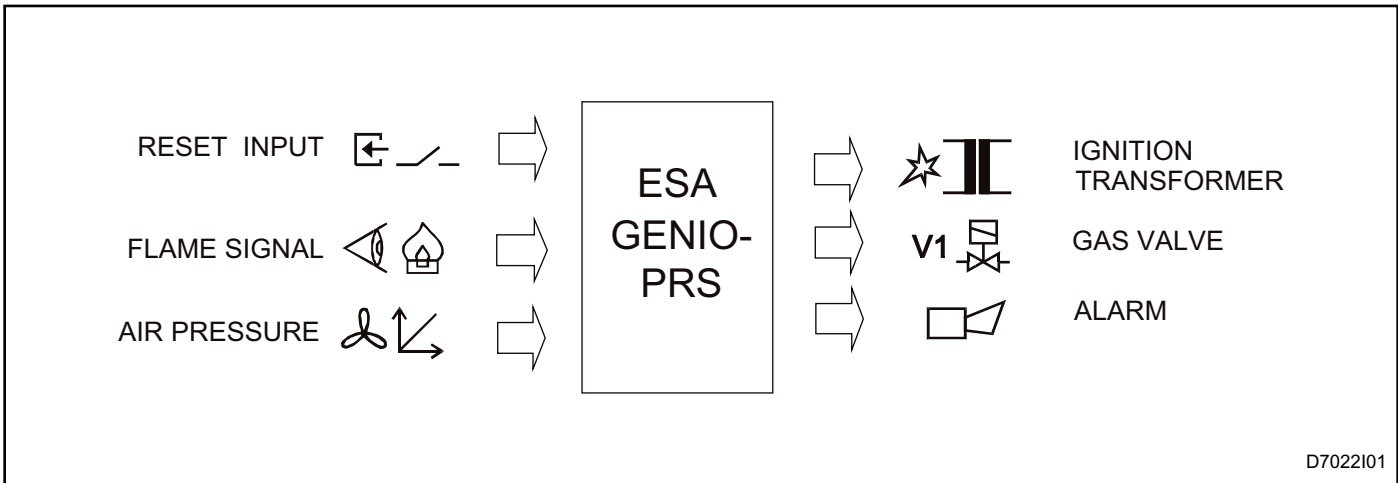 RESET INPUT
FLAME SIGNAL
AIR PRESSURE
ESA
GENIO-
PRS
IGNITION
TRANSFORMER
V1
GAS VALVE
ALARM
D7022I01